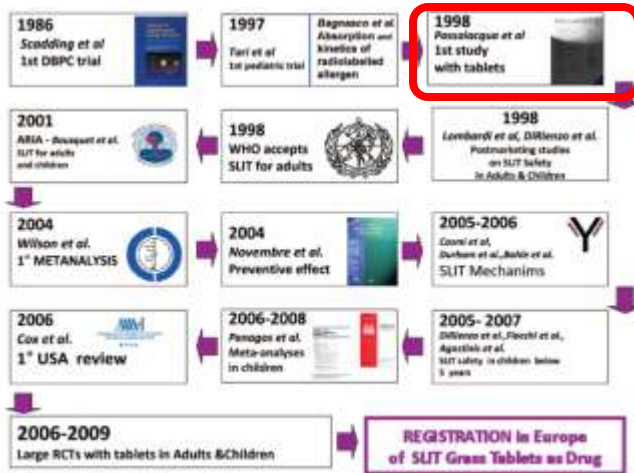 1986
Scadding et al
1st DBPC trial
1997
Tari et al
1st pediatric trial
Bagnasco et al
Absorption and
kinetics of
radiolabelled
allergen
1998
Passalacqua et al
1st study
with tablets
2001
ARIA - Bousquet et al.
SLIT for adults
and children
1998
WHO accepts
SLIT for adults
1998
Lombardi et al, DiRienzo et al.
Postmarketing studies
on SLIT Safety
in Adults & Children
2004
Wilson et al.
1° METANALYSIS
2004
Novembre et al.
Preventive effect
2005-2006
et al,
Durham et al.,Bohle et al.
SLIT Mechanims
2006
Cox et al.
1° USA review
2006-2008
Penagos et al.
Meta-analyses
in children
2005- 2007
DiRienzo et al.,Fiocchi et al.,
Agostinis et al.
SLIT safety in children below
5 years
2006-2009
Large RCTs with tablets in Adults &Children
REGISTRATION in Europe
of SLIT Grass Tablets as Drug